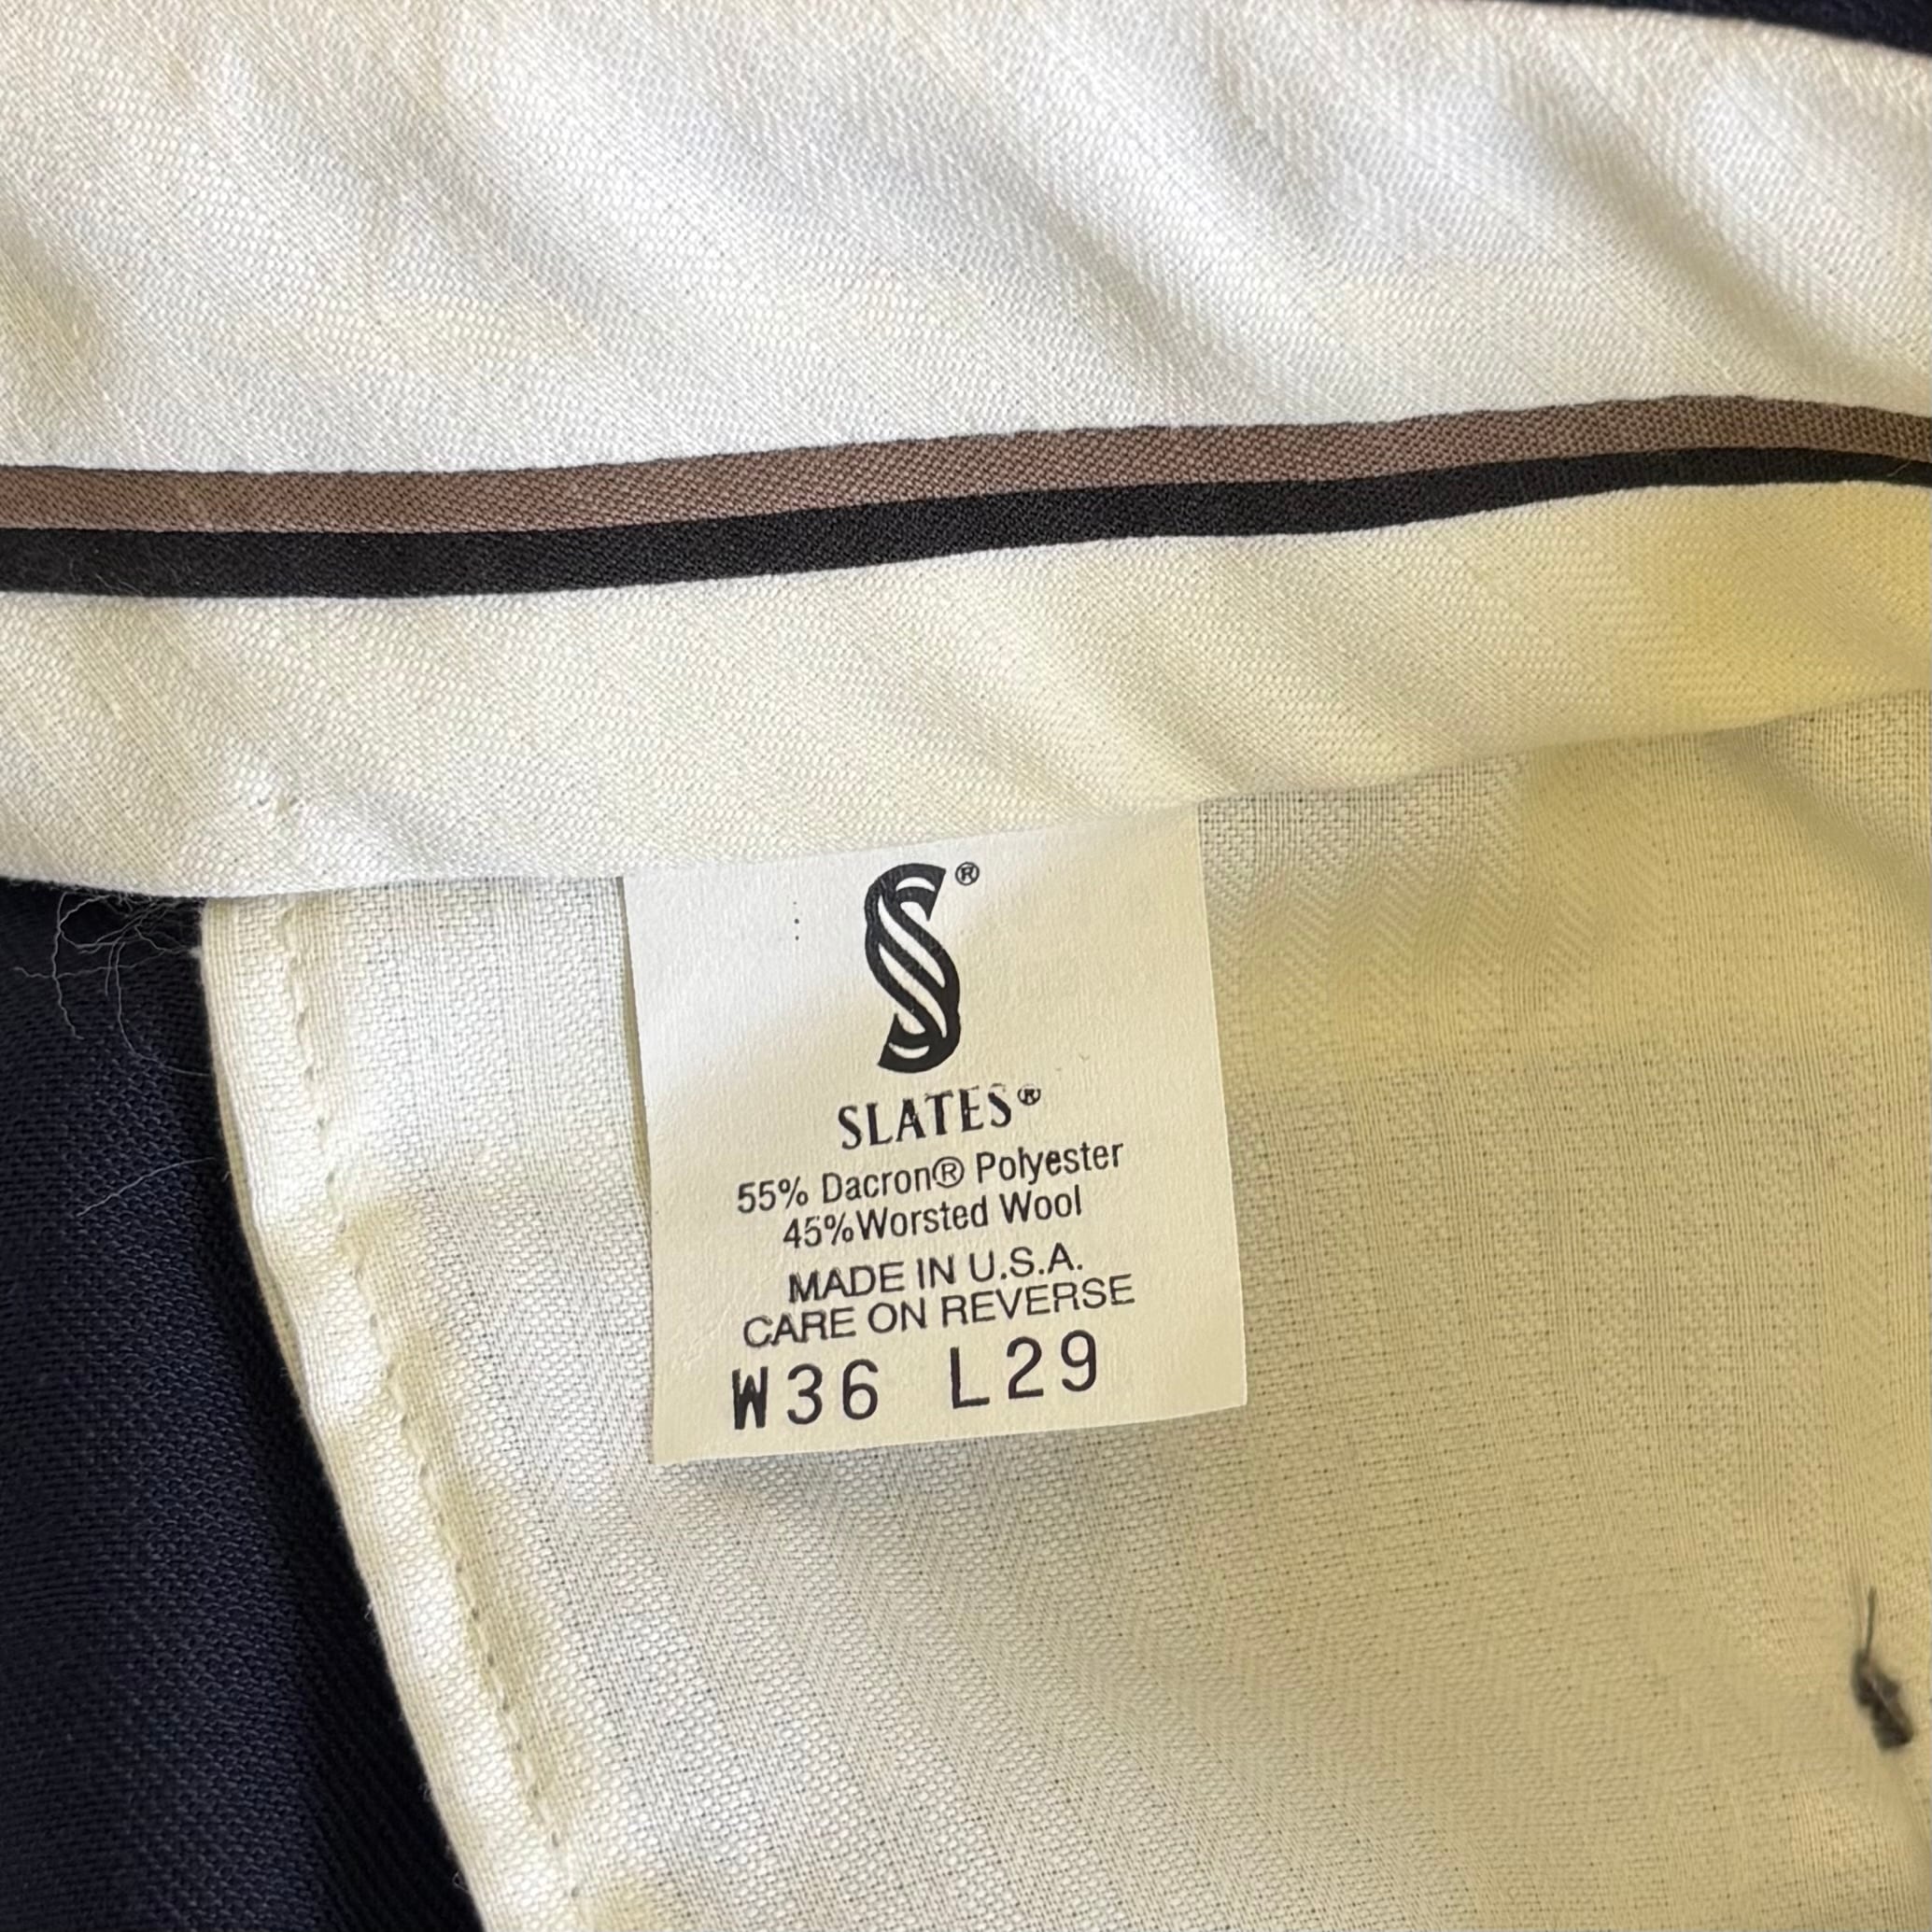 S®
SLATES®
55% Dacron® Polyester
45%Worsted Wool
MADE IN U.S.A.
CARE ON REVERSE
W36 L29